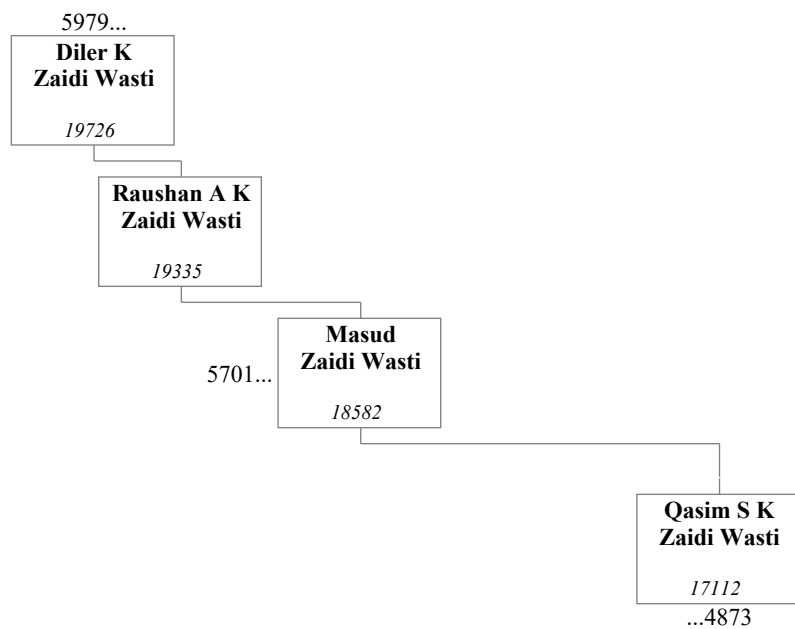 5979...
Diler K
Zaidi Wasti
19726
Raushan A K
Zaidi Wasti
19335
Masud
Zaidi Wasti
5701...
18582
Qasim S K
Zaidi Wasti
17112
...4873